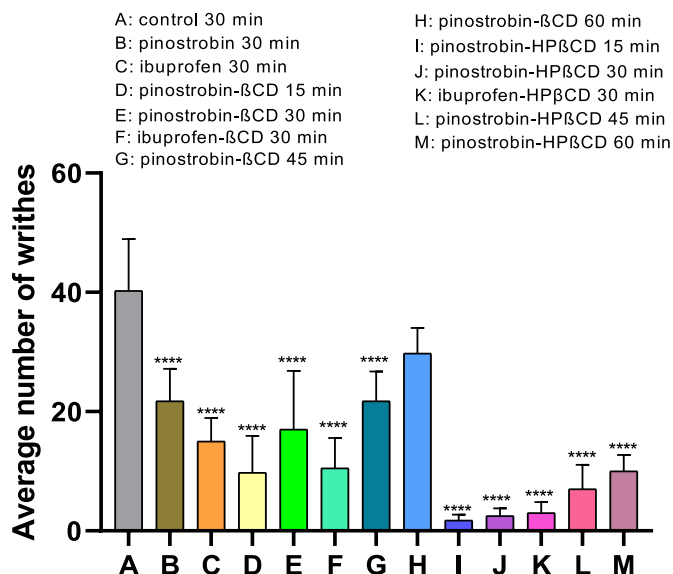 A: control 30 min
B: pinostrobin 30 min
C: ibuprofen 30 min
D: pinostrobin-ßCD 15 min
E: pinostrobin-ßCD 30 min
F: ibuprofen-ßCD 30 min
G: pinostrobin-ßCD 45 min
H: pinostrobin-ßCD 60 min
I: pinostrobin-HPßCD 15 min
J: pinostrobin-HPßCD 30 min
K: ibuprofen-HPβCD 30 min
L: pinostrobin-HPßCD 45 min
M: pinostrobin-HPßCD 60 min
Average number of writhes
60
40
20
0
****
****
****
****
****
****
****
****
****
****
****
A B C D E F G H I J K L M